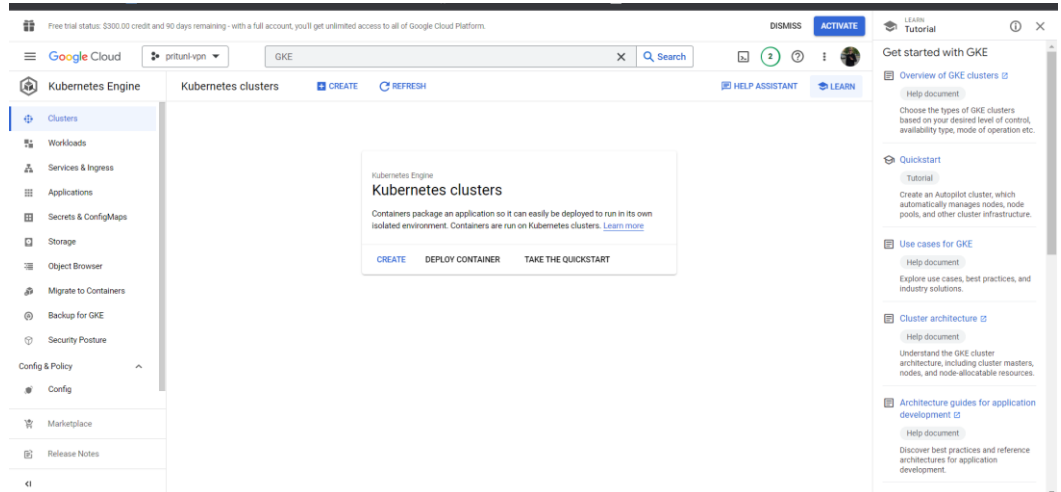 Free trial status: $300.00 credit and 90 days remaining - with a full account, you'll get unlimited access to all of Google Cloud Platform.
DISMISS
ACTIVATE
Google Cloud
pritunl-vpn
GKE
Search
2
Kubernetes Engine
Clusters
Workloads
Services & Ingress
Applications
Secrets & ConfigMaps
Storage
Object Browser
Migrate to Containers
Backup for GKE
Security Posture
Config & Policy
Config
Marketplace
Release Notes
Kubernetes clusters
CREATE
REFRESH
HELP ASSISTANT
LEARN
Kubernetes Engine
Kubernetes clusters
Containers package an application so it can easily be deployed to run in its own
isolated environment. Containers are run on Kubernetes clusters. Learn more
CREATE
DEPLOY CONTAINER
TAKE THE QUICKSTART
LEARN
Tutorial
Get started with GKE
Overview of GKE clusters
Help document
Choose the types of GKE clusters
based on your desired level of control,
availability type, mode of operation etc.
Quickstart
Tutorial
Create an Autopilot cluster, which
automatically manages nodes, node
pools, and other cluster infrastructure.
Use cases for GKE
Help document
Explore use cases, best practices, and
industry solutions.
Cluster architecture
Help document
Understand the GKE cluster
architecture, including cluster masters,
nodes, and node-allocatable resources.
Architecture guides for application
development
Help document
Discover best practices and reference
architectures for application
development.